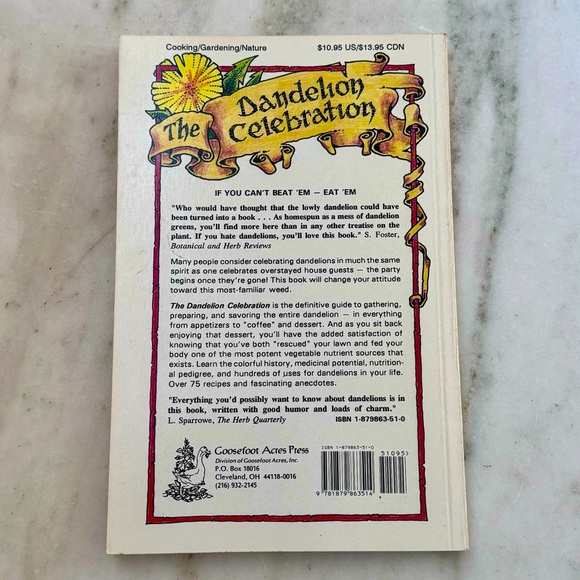 Cooking/Gardening/Nature
$10.95 US/$13.95 CDN
The Dandelion
Celebration
IF YOU CAN'T BEAT 'EM — EAT 'EM
"Who would have thought that the lowly dandelion could have
been turned into a book . . . As homespun as a mess of dandelion
greens, you'll find more here than in any other treatise on the
plant. If you hate dandelions, you'll love this book." S. Foster,
Botanical and Herb Reviews
Many people consider celebrating dandelions in much the same
spirit as one celebrates overstayed house guests — the party
begins once they're gone! This book will change your attitude
toward this most-familiar weed.
The Dandelion Celebration is the definitive guide to gathering,
preparing, and savoring the entire dandelion — in everything
from appetizers to "coffee" and dessert. And as you sit back
enjoying that dessert, you'll have the added satisfaction of
knowing that you've both "rescued" your lawn and fed your
body one of the most potent vegetable nutrient sources that
exists. Learn the colorful history, medicinal potential, nutrition-
al pedigree, and hundreds of uses for dandelions in your life.
Over 75 recipes and fascinating anecdotes.
"Everything you'd possibly want to know about dandelions is in
this book, written with good humor and loads of charm."
L. Sparrowe, The Herb Quarterly
ISBN 1-879863-51-0
Goosefoot Acres Press
Division of Goosefoot Acres, Inc.
P.O. Box 18016
Cleveland, OH 44118-0016
(216) 932-2145
ISBN 1-879863-51-0
51095
9 781879 863514